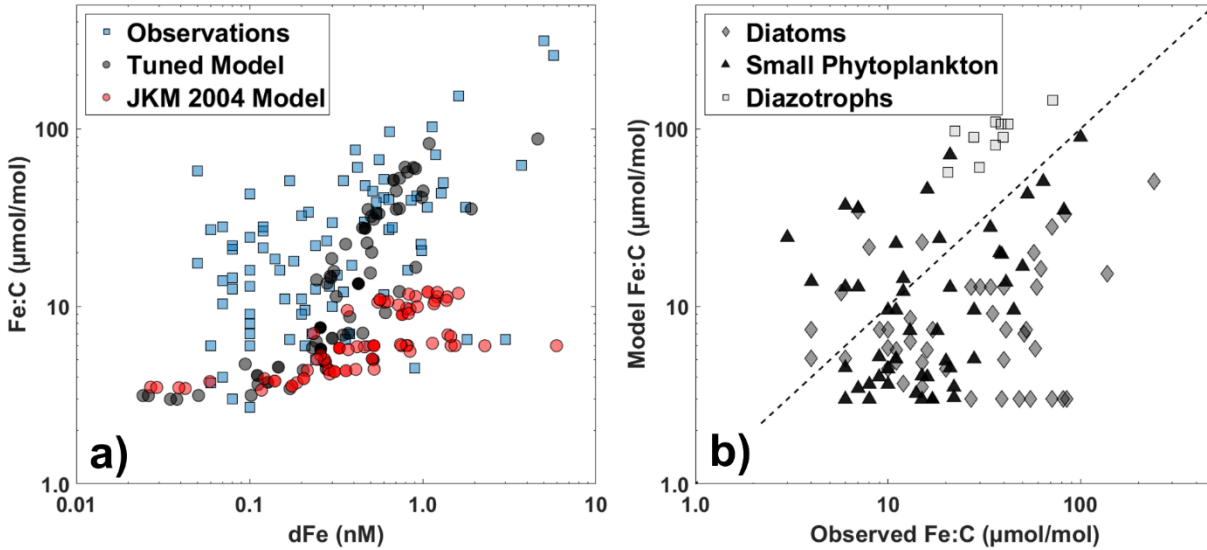 Observations
Tuned Model
JKM 2004 Model
Fe:C (µmol/mol)
100
10
1.0
0.01
0.1
1.0
10
dFe (nM)
a)
Diatoms
Small Phytoplankton
Diazotrophs
Model Fe:C (µmol/mol)
100
10
1.0
1.0
10
100
Observed Fe:C (µmol/mol)
b)